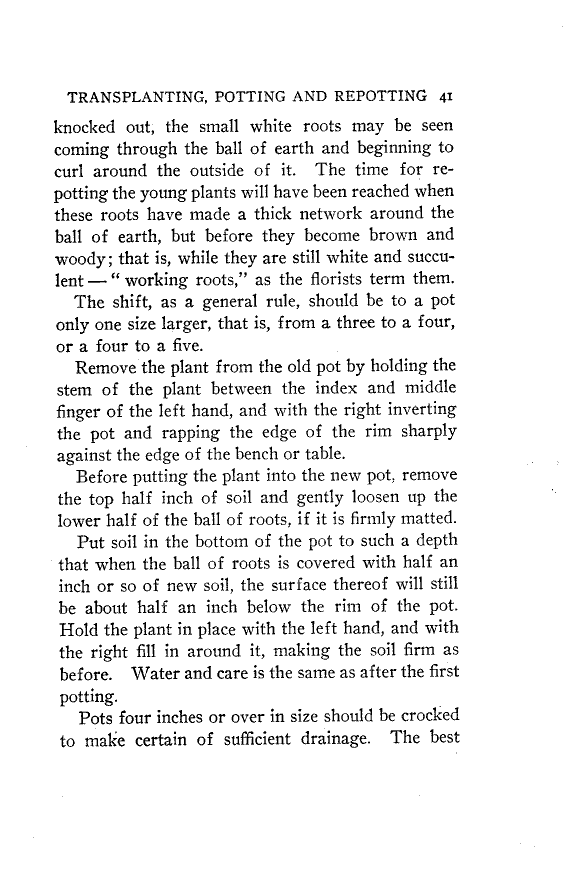 TRANSPLANTING, POTTING AND REPOTTING 41
knocked out, the small white roots may be seen
coming through the ball of earth and beginning to
curl around the outside of it. The time for re-
potting the young plants will have been reached when
these roots have made a thick network around the
ball of earth, but before they become brown and
woody; that is, while they are still white and succu-
lent — “ working roots,” as the florists term them.
The shift, as a general rule, should be to a pot
only one size larger, that is, from a three to a four,
or a four to a five.
Remove the plant from the old pot by holding the
stem of the plant between the index and middle
finger of the left hand, and with the right inverting
the pot and rapping the edge of the rim sharply
against the edge of the bench or table.
Before putting the plant into the new pot, remove
the top half inch of soil and gently loosen up the
lower half of the ball of roots, if it is firmly matted.
Put soil in the bottom of the pot to such a depth
that when the ball of roots is covered with half an
inch or so of new soil, the surface thereof will still
be about half an inch below the rim of the pot.
Hold the plant in place with the left hand, and with
the right fill in around it, making the soil firm as
before. Water and care is the same as after the first
potting.
Pots four inches or over in size should be crocked
to make certain of sufficient drainage. The best